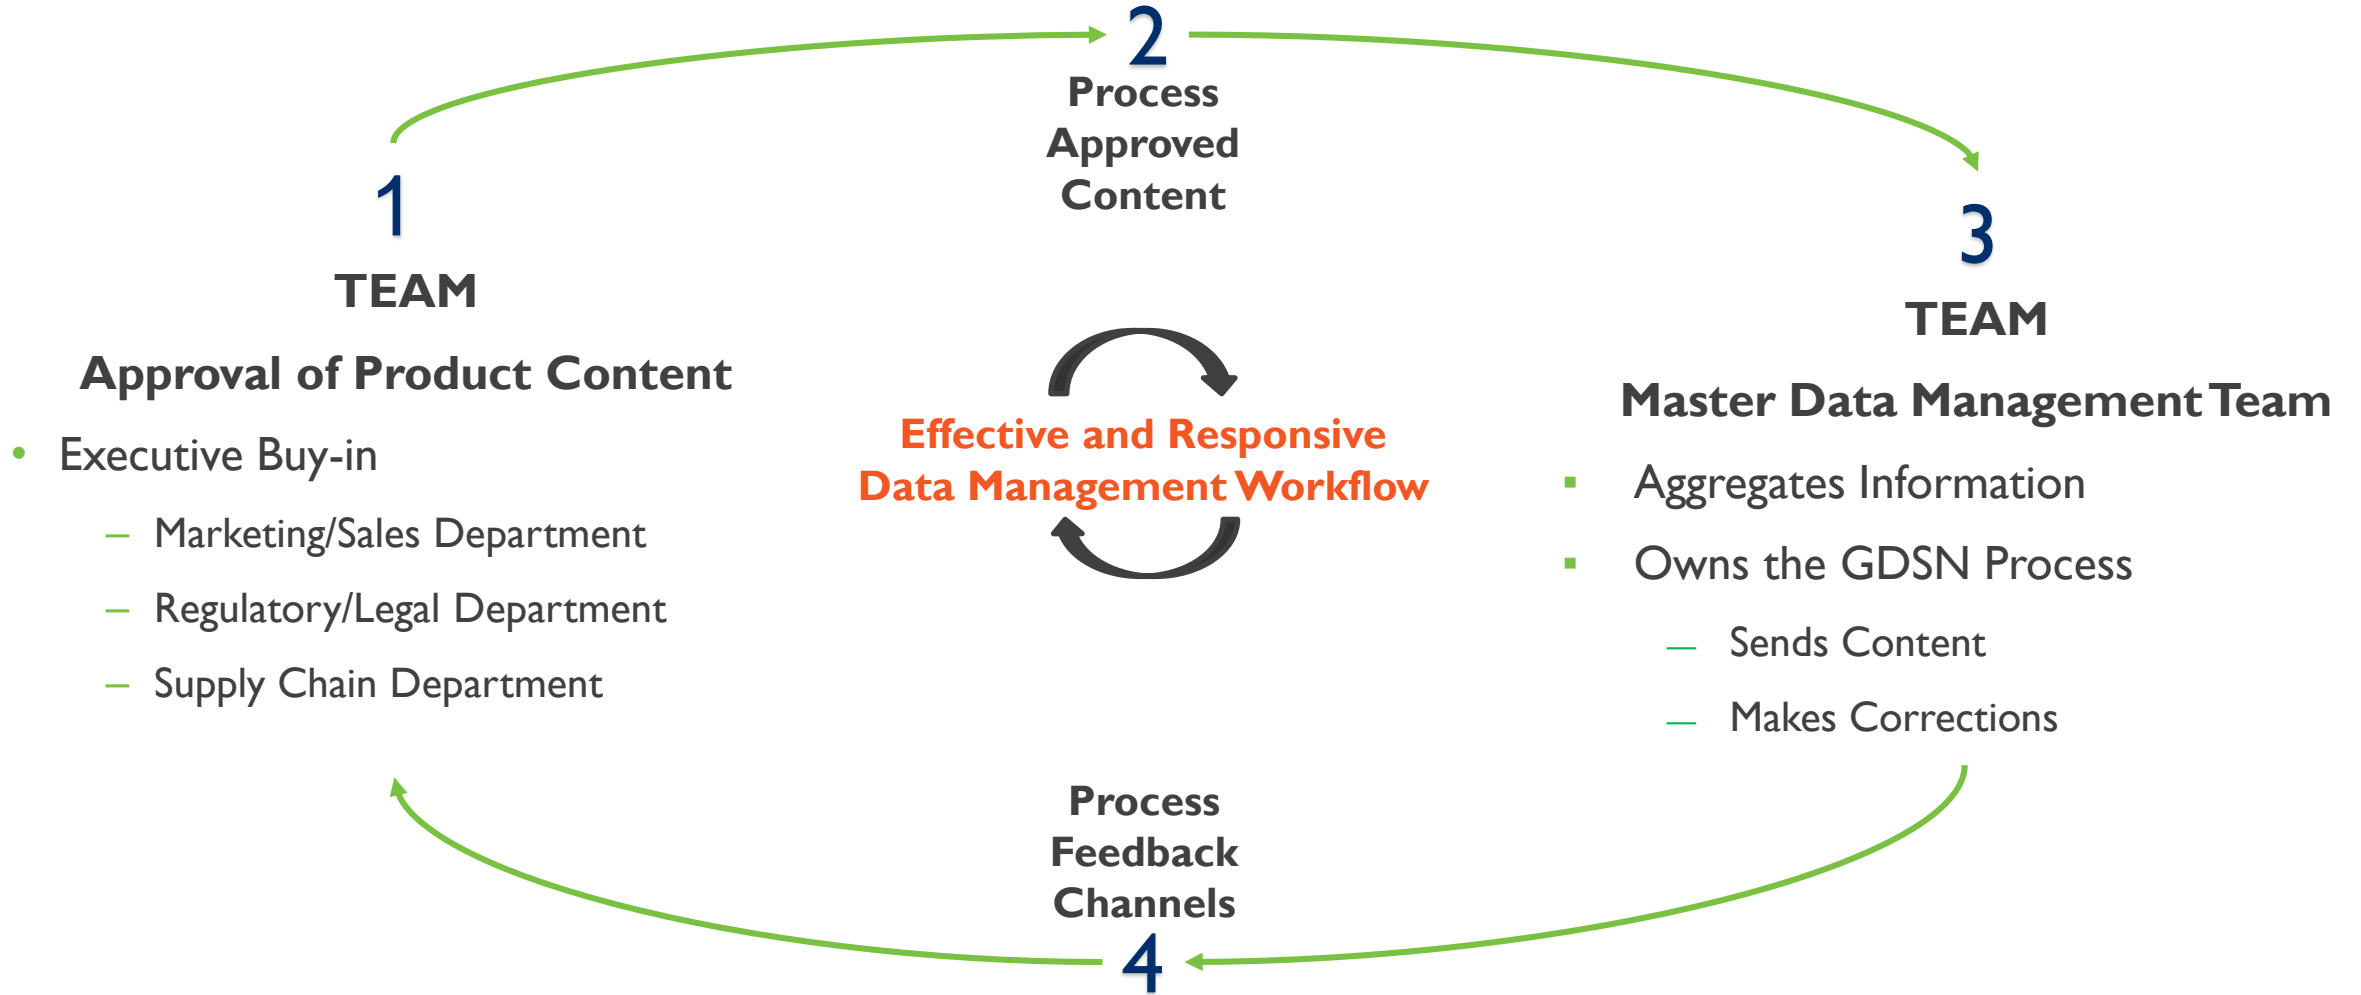 1
TEAM
Approval of Product Content
• Executive Buy-in
– Marketing/Sales Department
– Regulatory/Legal Department
– Supply Chain Department
2
Process
Approved
Content
Effective and Responsive
Data Management Workflow
3
TEAM
Master Data Management Team
▪ Aggregates Information
▪ Owns the GDSN Process
— Sends Content
— Makes Corrections
Process
Feedback
Channels
4